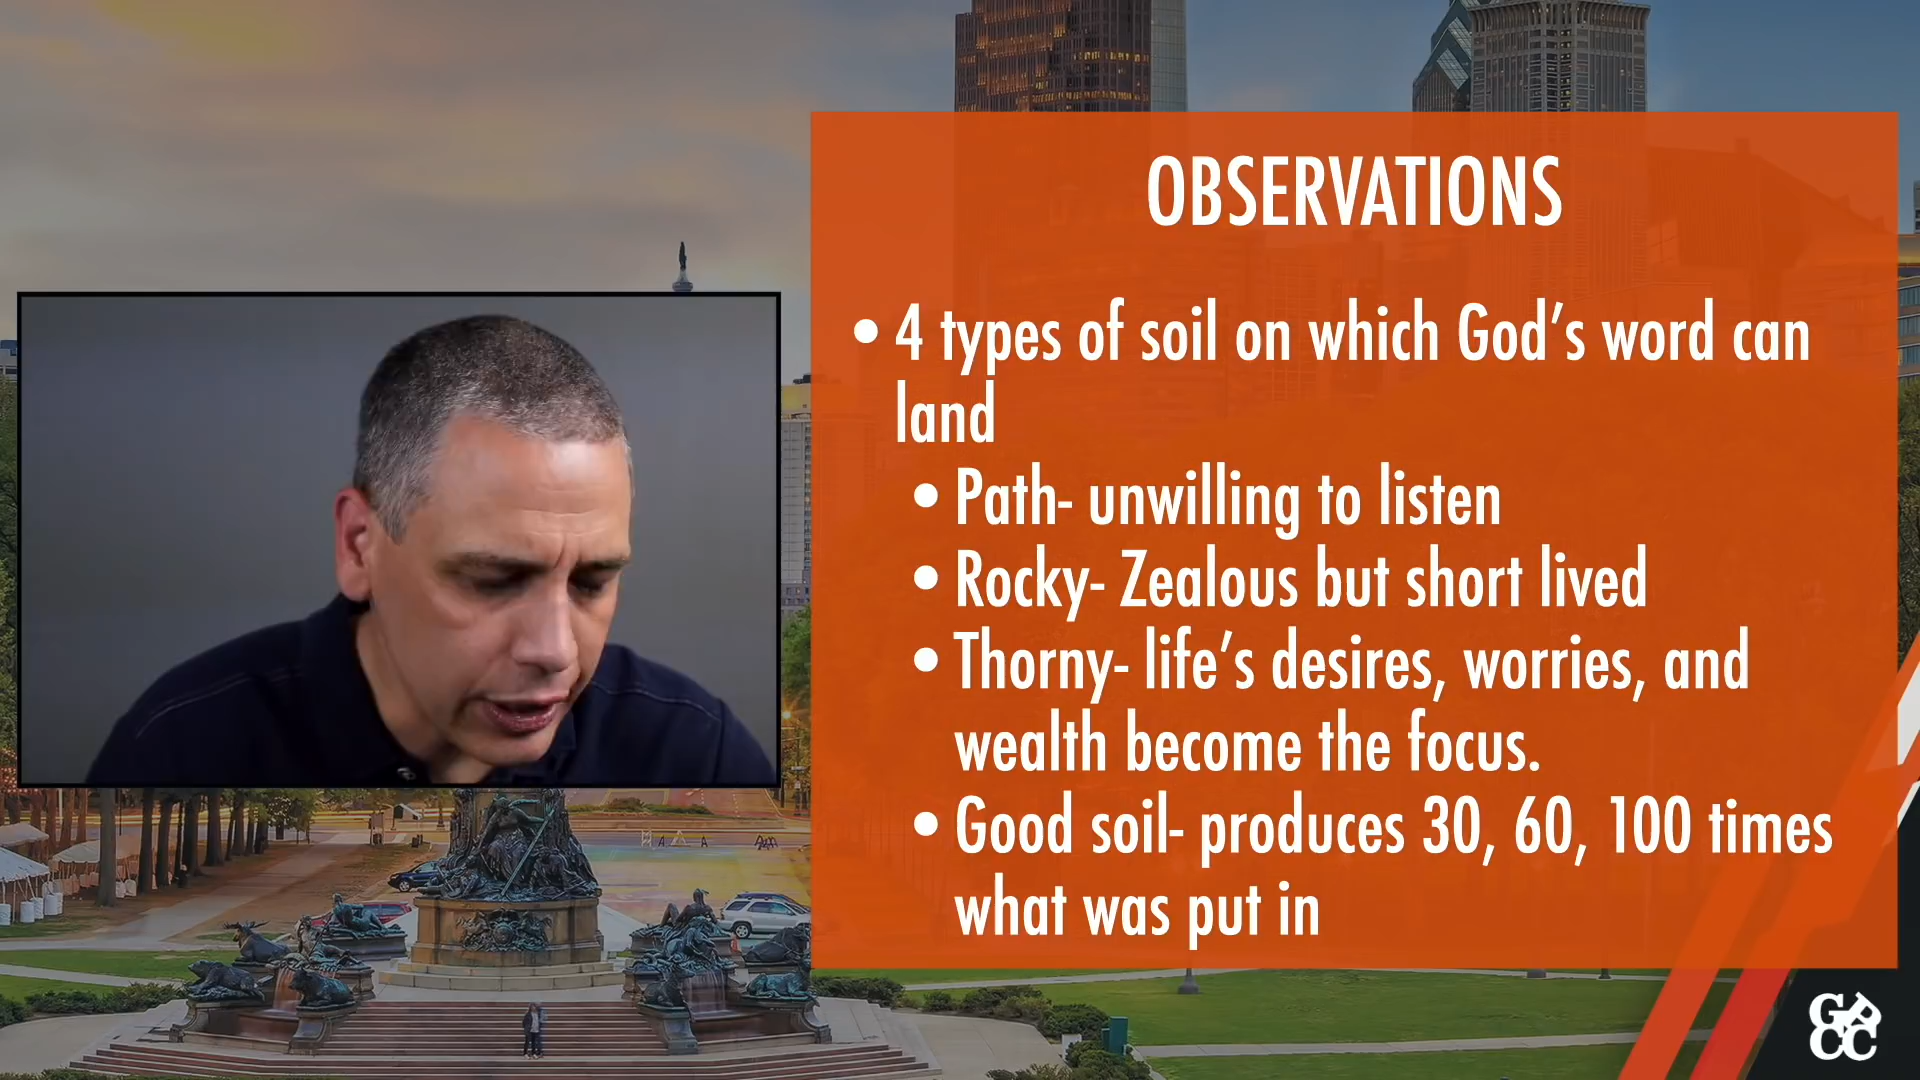 OBSERVATIONS
• 4 types of soil on which God’s word can
land
• Path- unwilling to listen
• Rocky- Zealous but short lived
• Thorny- life’s desires, worries, and
wealth become the focus.
• Good soil- produces 30, 60, 100 times
what was put in